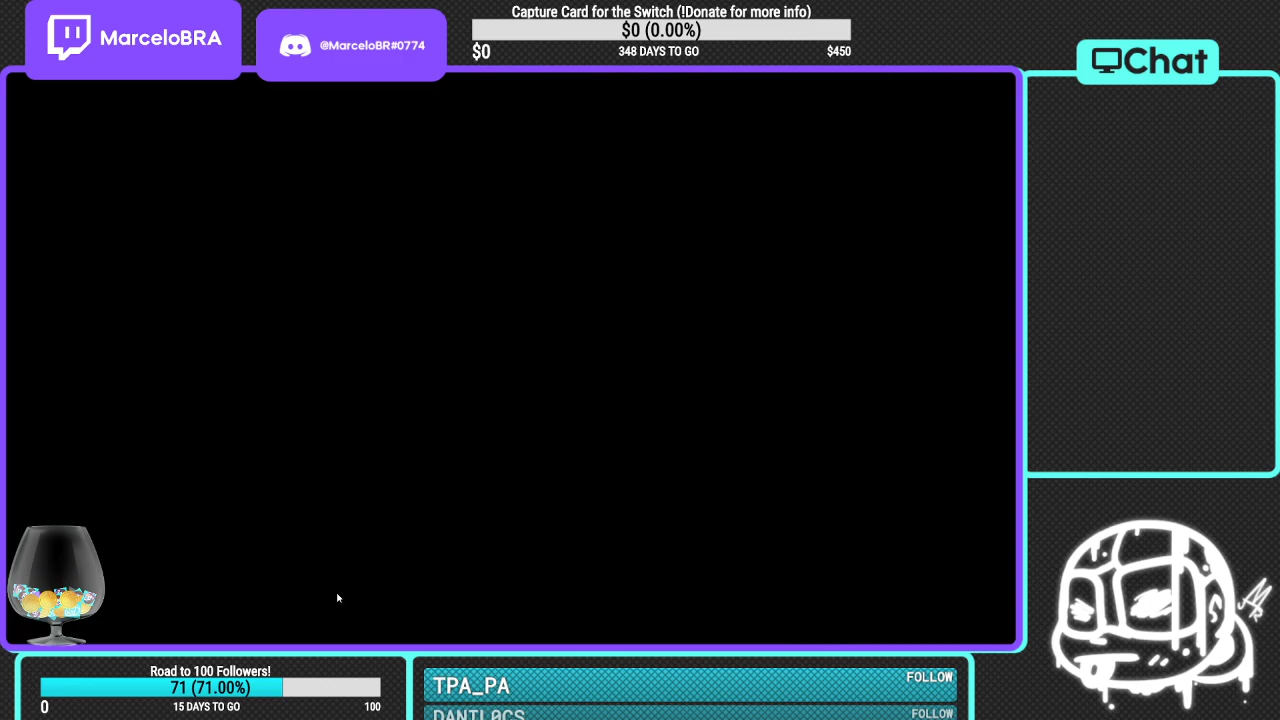 MarceloBRA
@MarceloBR#0774
Capture Card for the Switch (!Donate for more info)
$0 (0.00%)
$0
348 DAYS TO GO
$450
Chat
Road to 100 Followers!
71 (71.00%)
0
15 DAYS TO GO
100
TPA_PA
FOLLOW
FOLLOW